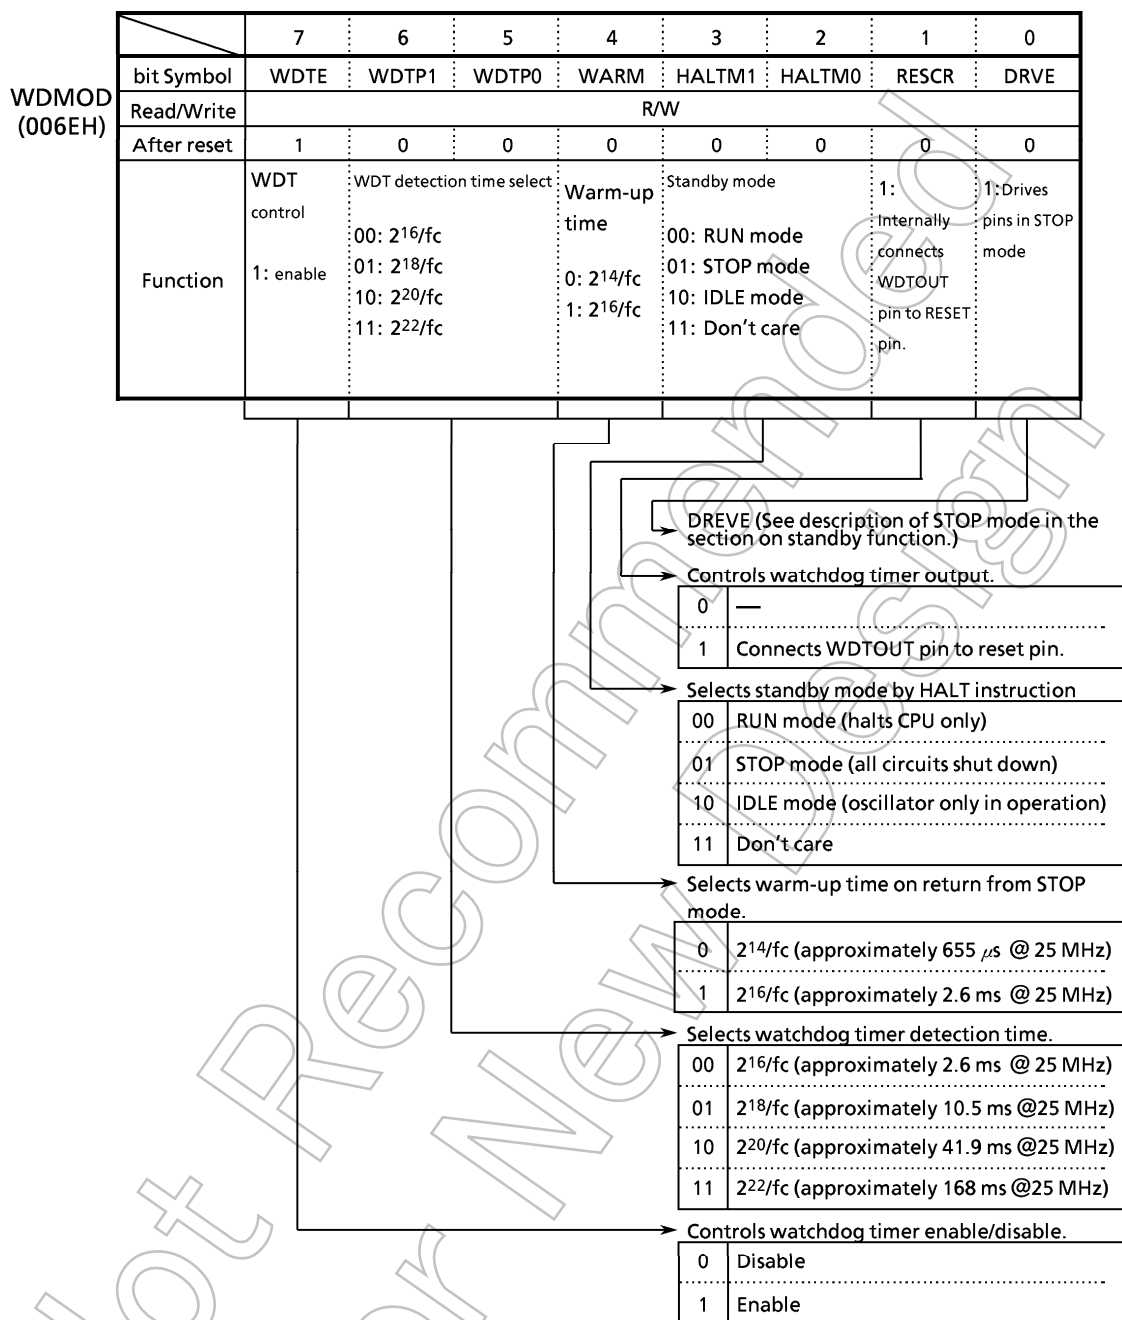 7 6 5 4 3 2 1 0
WDMOD
(006EH)
bit Symbol WDTE WDTP1 WDTP0 WARM HALTM1 HALTM0 RESCR DRVE
Read/Write R/W
After reset 1 0 0 0 0 0 0 0
Function
WDT
control
1: enable
WDT detection time select
00: 2¹⁶/fc
01: 2¹⁸/fc
10: 2²⁰/fc
11: 2²²/fc
Warm-up
time
0: 2¹⁴/fc
1: 2¹⁶/fc
Standby mode
00: RUN mode
01: STOP mode
10: IDLE mode
11: Don't care
1:
Internally
connects
WDTOUT
pin to RESET
pin.
1:Drives
pins in STOP
mode
DREVE (See description of STOP mode in the
section on standby function.)
Controls watchdog timer output.
0 —
1 Connects WDTOUT pin to reset pin.
Selects standby mode by HALT instruction
00 RUN mode (halts CPU only)
01 STOP mode (all circuits shut down)
10 IDLE mode (oscillator only in operation)
11 Don't care
Selects warm-up time on return from STOP
mode.
0 2¹⁴/fc (approximately 655 μs @ 25 MHz)
1 2¹⁶/fc (approximately 2.6 ms @ 25 MHz)
Selects watchdog timer detection time.
00 2¹⁶/fc (approximately 2.6 ms @ 25 MHz)
01 2¹⁸/fc (approximately 10.5 ms @25 MHz)
10 2²⁰/fc (approximately 41.9 ms @25 MHz)
11 2²²/fc (approximately 168 ms @25 MHz)
Controls watchdog timer enable/disable.
0 Disable
1 Enable
Not Recommended
for New Design